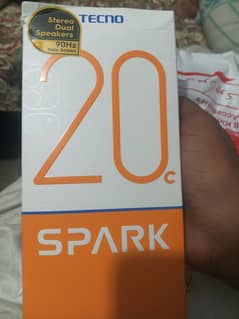 Stereo
Dual
Speakers
90Hz
TECNO
20
c
SPARK